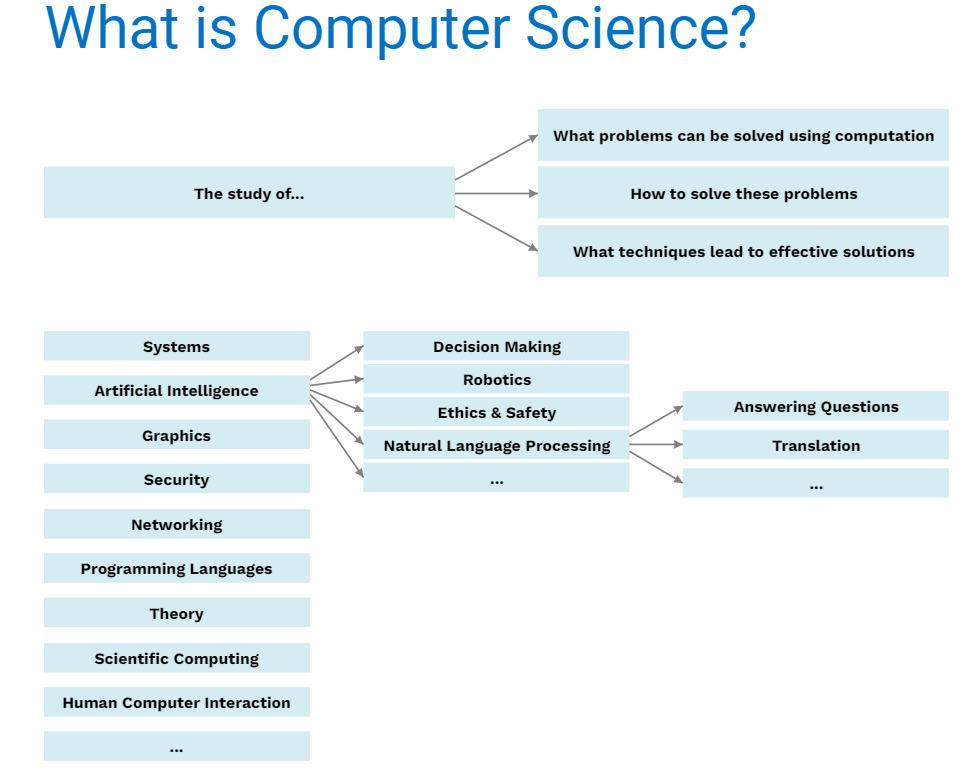 What is Computer Science?
The study of...
What problems can be solved using computation
How to solve these problems
What techniques lead to effective solutions
Systems
Artificial Intelligence
Graphics
Security
Networking
Programming Languages
Theory
Scientific Computing
Human Computer Interaction
...
Decision Making
Robotics
Ethics & Safety
Natural Language Processing
...
Answering Questions
Translation
...